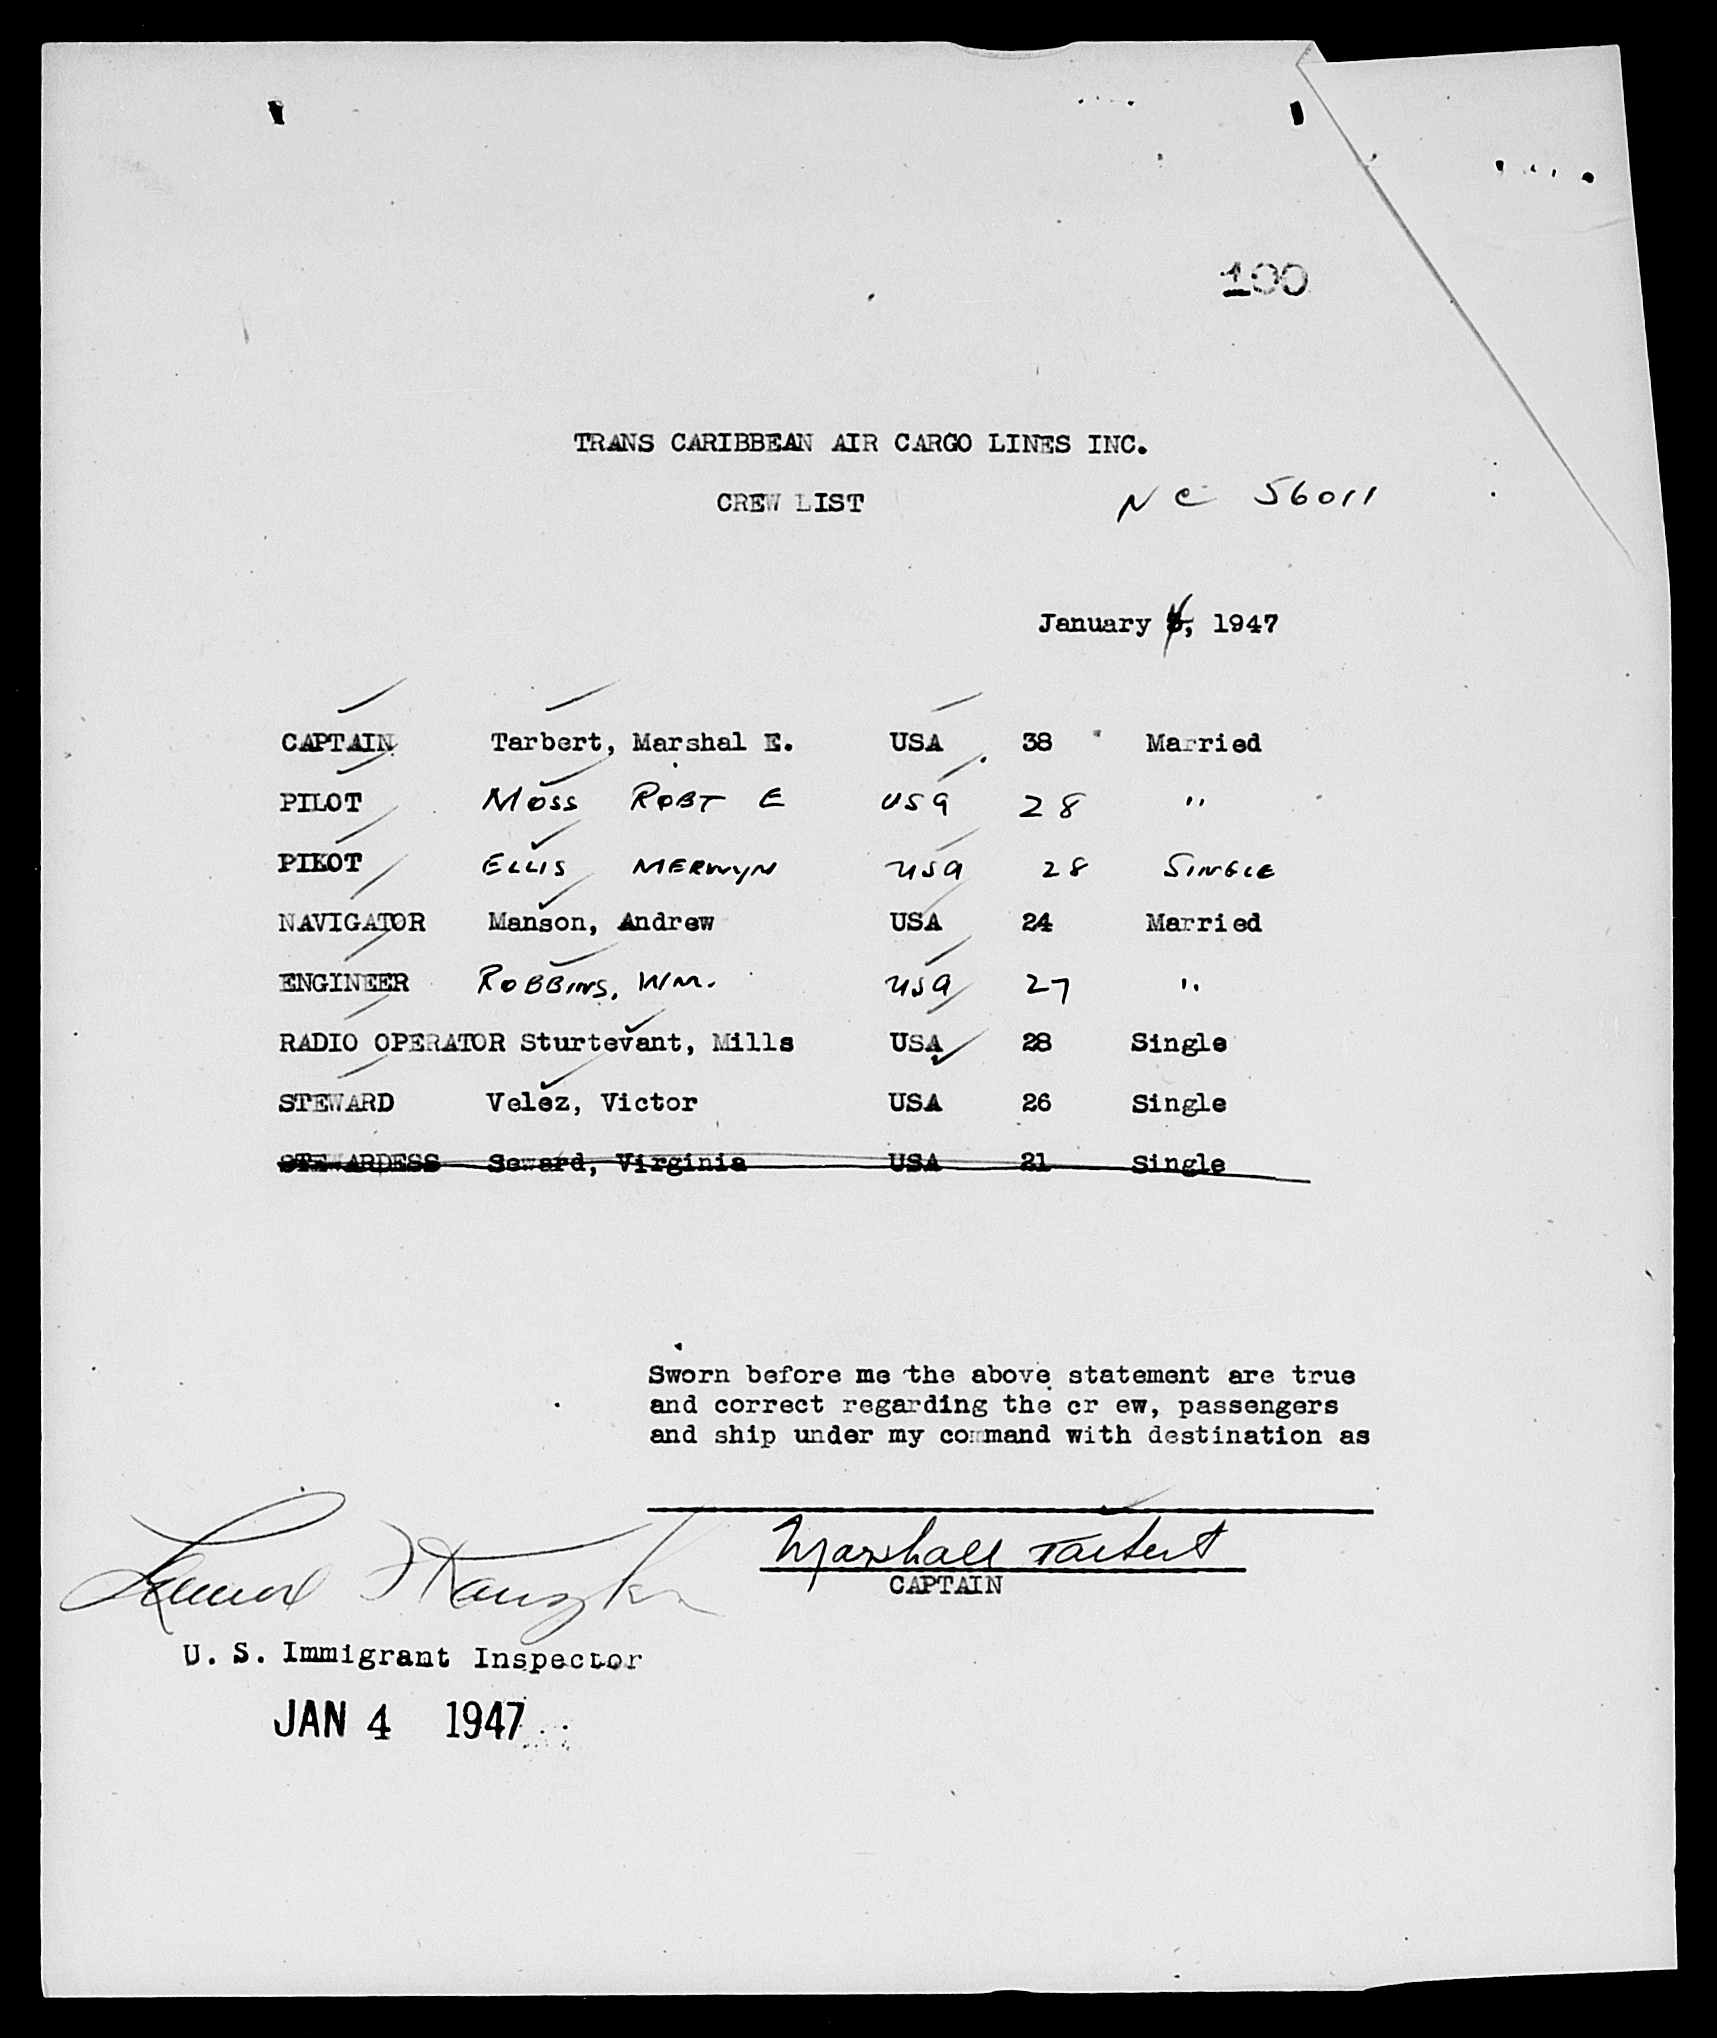 100
TRANS CARIBBEAN AIR CARGO LINES INC.
CREW LIST NC 56011
January 4, 1947
CAPTAIN Tarbert, Marshal E. USA 38 Married
PILOT MOSS ROBT E USA 28 "
PILOT ELLIS MERWYN USA 28 SINGLE
NAVIGATOR Manson, Andrew USA 24 Married
ENGINEER ROBBINS, WM. USA 27 "
RADIO OPERATOR Sturtevant, Mills USA 28 Single
STEWARD Velez, Victor USA 26 Single
STEWARDESS Seward, Virginia USA 21 Single
Sworn before me the above statement are true
and correct regarding the cr ew, passengers
and ship under my command with destination as
Marshall Tarbert
CAPTAIN
U. S. Immigrant Inspector
JAN 4 1947